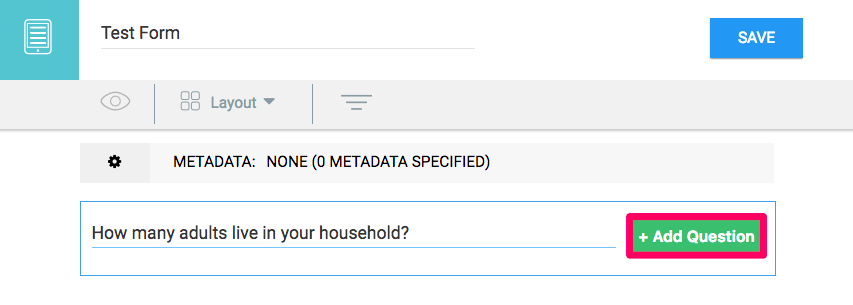 Test Form
SAVE
Layout
METADATA: NONE (0 METADATA SPECIFIED)
How many adults live in your household?
+ Add Question